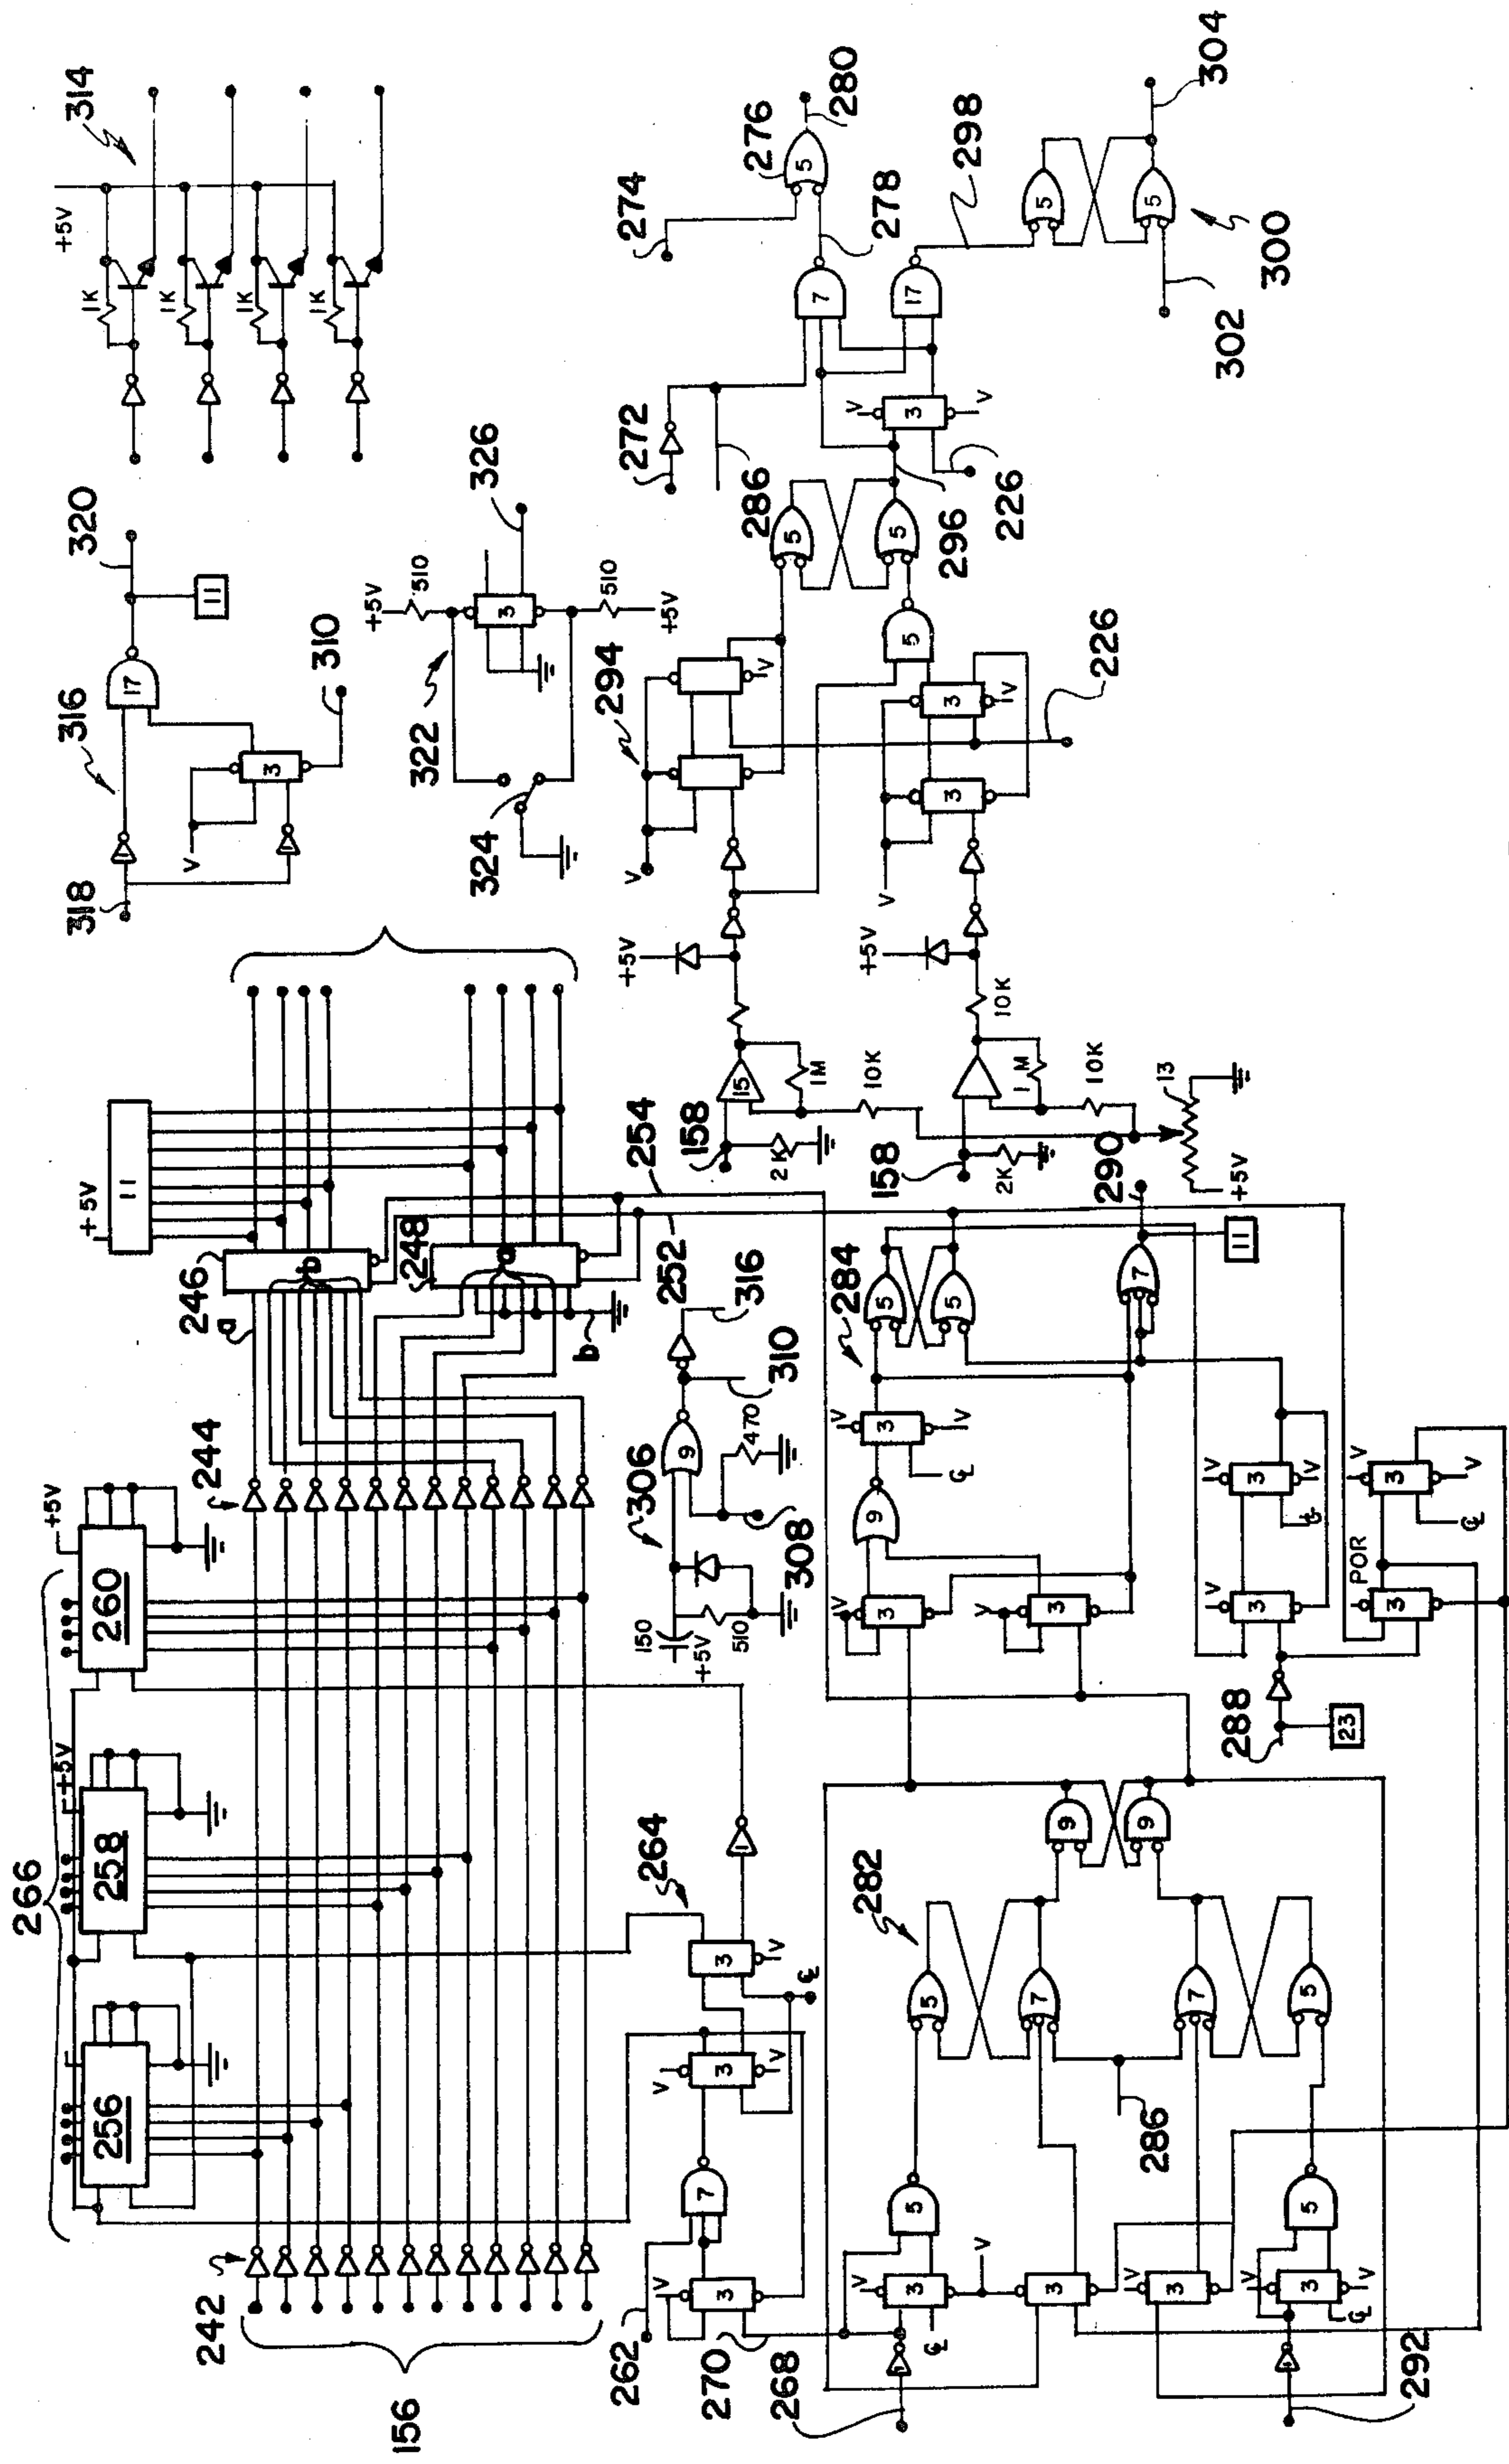 266
+5V
+5V
+5V
314
+5V
256
258
260
11
318
316
320
1K
1K
1K
1K
17
11
V
3
310
242
244
246
a
b
248
a
b
156
254
252
322
324
+5V
510
3
510
+5V
326
262
264
306
150
+5V
510
9
470
308
310
316
270
V
3
7
V
3
V
3
V
1
℄
158
2K
15
1M
10K
+5V
V
294
V
286
5
5
296
272
274
7
276
5
278
280
V
3
V
226
17
298
5
5
300
302
304
158
2K
1M
10K
10K
+5V
V
3
3
V
5
226
13
+5V
290
268
1
℄
V
3
V
5
282
5
7
7
5
286
9
9
3
V
3
V
3
V
℄
5
1
292
284
V
3
V
3
9
V
3
V
℄
5
5
7
11
288
23
V
3
V
3
V
℄
POR
3
V
3
V
℄